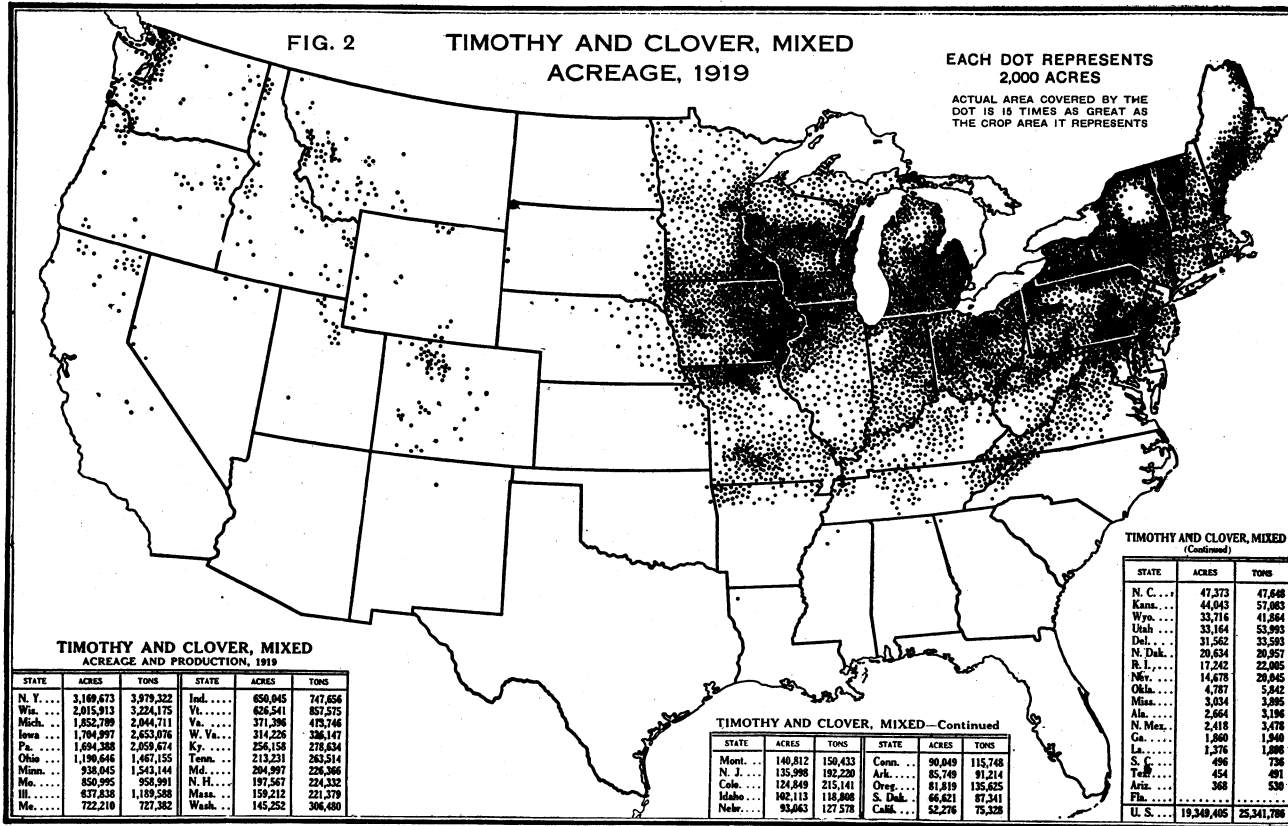 FIG. 2
TIMOTHY AND CLOVER, MIXED
ACREAGE, 1919
EACH DOT REPRESENTS
2,000 ACRES
ACTUAL AREA COVERED BY THE
DOT IS 15 TIMES AS GREAT AS
THE CROP AREA IT REPRESENTS
TIMOTHY AND CLOVER, MIXED
ACREAGE AND PRODUCTION, 1919
STATE ACRES TONS STATE ACRES TONS
N. Y.... 3,169,673 3,979,322 Ind..... 650,045 747,656
Wis..... 2,015,913 3,224,175 Vt...... 626,541 857,575
Mich.... 1,852,789 2,044,711 Va...... 371,396 413,746
Iowa.... 1,704,997 2,653,076 W. Va... 314,226 326,147
Pa...... 1,694,388 2,059,674 Ky...... 256,158 278,634
Ohio.... 1,190,646 1,467,155 Tenn.... 213,231 263,514
Minn.... 938,045 1,543,144 Md...... 204,997 226,366
Mo...... 850,995 958,991 N. H.... 197,567 224,332
Ill..... 837,838 1,189,588 Mass.... 159,212 221,379
Me...... 722,210 727,382 Wash.... 145,252 306,480
TIMOTHY AND CLOVER, MIXED—Continued
STATE ACRES TONS STATE ACRES TONS
Mont.... 140,812 150,433 Conn.... 90,049 115,748
N. J.... 135,998 192,220 Ark..... 85,749 91,214
Colo.... 124,849 215,141 Oreg.... 81,819 135,625
Idaho... 102,113 118,808 S. Dak.. 66,621 87,341
Nebr.... 93,063 127,578 Calif... 52,276 75,328
TIMOTHY AND CLOVER, MIXED
(Continued)
STATE ACRES TONS
N. C.... 47,373 47,648
Kans.... 44,043 57,083
Wyo..... 33,716 41,864
Utah.... 33,164 53,993
Del..... 31,562 33,593
N. Dak.. 20,634 20,957
R. I.... 17,242 22,005
Nev..... 14,678 20,045
Okla.... 4,787 5,842
Miss.... 3,034 3,895
Ala..... 2,664 3,196
N. Mex.. 2,418 3,478
Ga...... 1,860 1,940
La...... 1,376
S. C.... 496 736
Tex..... 454 491
Ariz.... 368 530
Fla.....
U. S.... 19,349,405